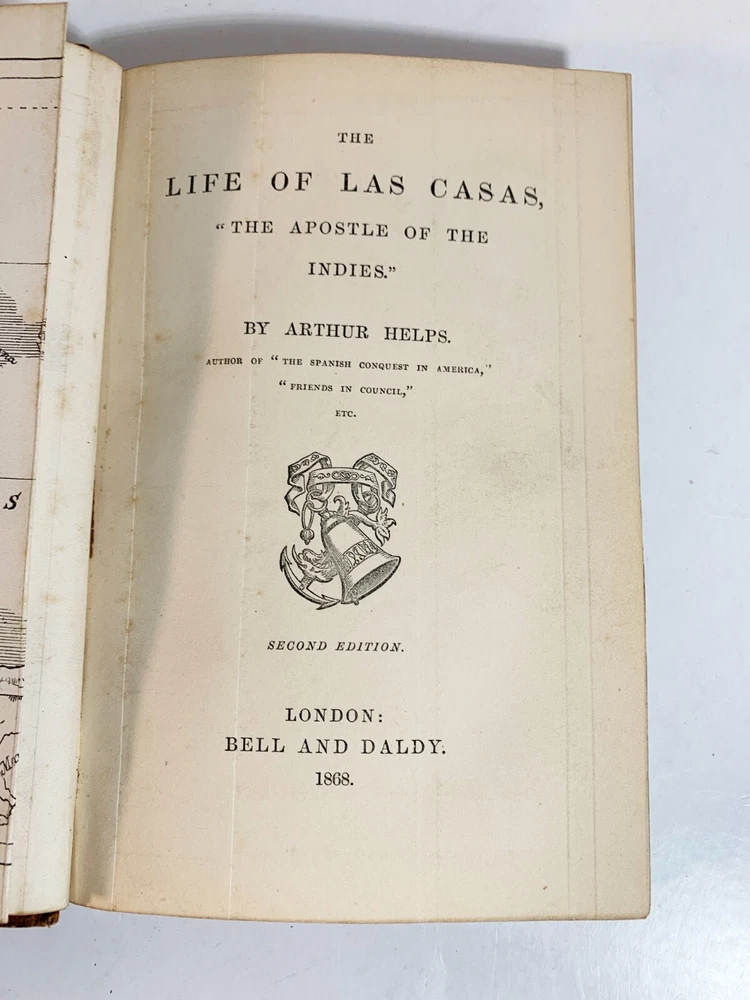 THE
LIFE OF LAS CASAS,
“THE APOSTLE OF THE
INDIES.”
BY ARTHUR HELPS.
AUTHOR OF “THE SPANISH CONQUEST IN AMERICA,”
“FRIENDS IN COUNCIL,”
ETC.
SECOND EDITION.
LONDON:
BELL AND DALDY.
1868.
S